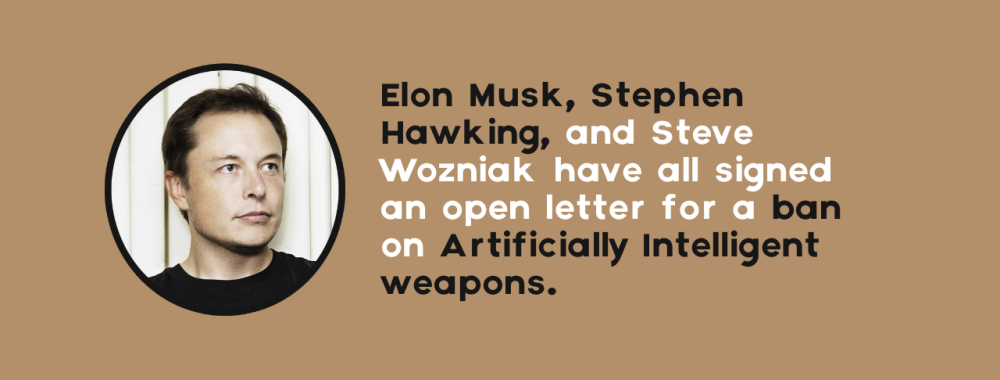 Elon Musk, Stephen
Hawking, and Steve
Wozniak have all signed
an open letter for a ban
on Artificially Intelligent
weapons.